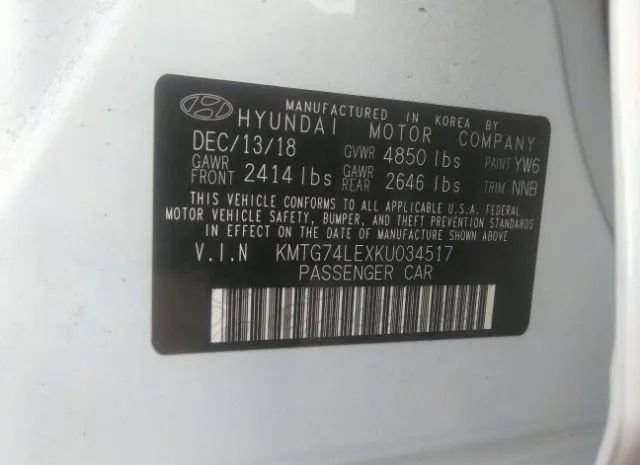 MANUFACTURED IN KOREA BY
HYUNDAI MOTOR COMPANY
DEC/13/18 GVWR 4850 lbs PAINT YW6
GAWR FRONT 2414 lbs GAWR REAR 2646 lbs TRIM NNB
THIS VEHICLE CONFORMS TO ALL APPLICABLE U.S.A. FEDERAL
MOTOR VEHICLE SAFETY, BUMPER, AND THEFT PREVENTION STANDARDS
IN EFFECT ON THE DATE OF MANUFACTURE SHOWN ABOVE.
V.I.N KMTG74LEXKU034517
PASSENGER CAR